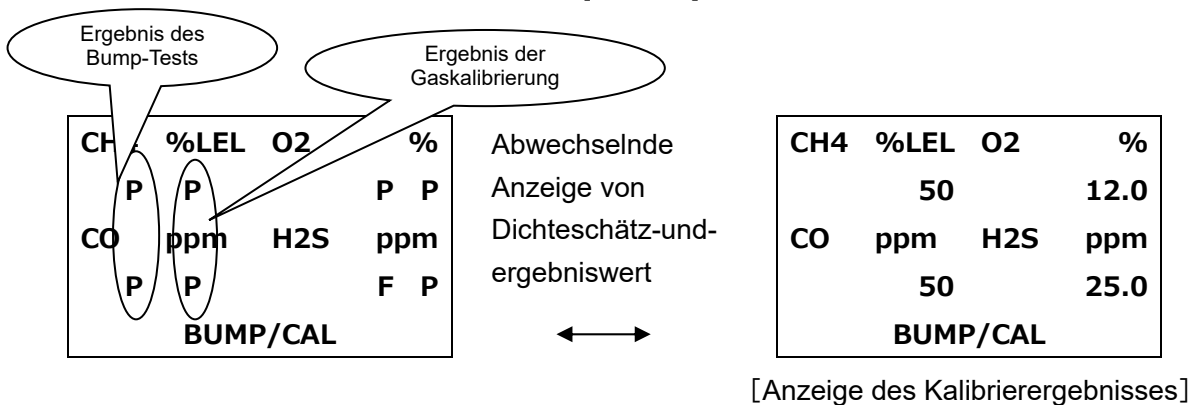 Ergebnis des
Bump-Tests
Ergebnis der
Gaskalibrierung
CH %LEL O2 %
P P P P
CO ppm H2S ppm
P P F P
BUMP/CAL
Abwechselnde
Anzeige von
Dichteschätz-und-
ergebniswert
CH4 %LEL O2 %
50 12.0
CO ppm H2S ppm
50 25.0
BUMP/CAL
[Anzeige des Kalibrierergebnisses]